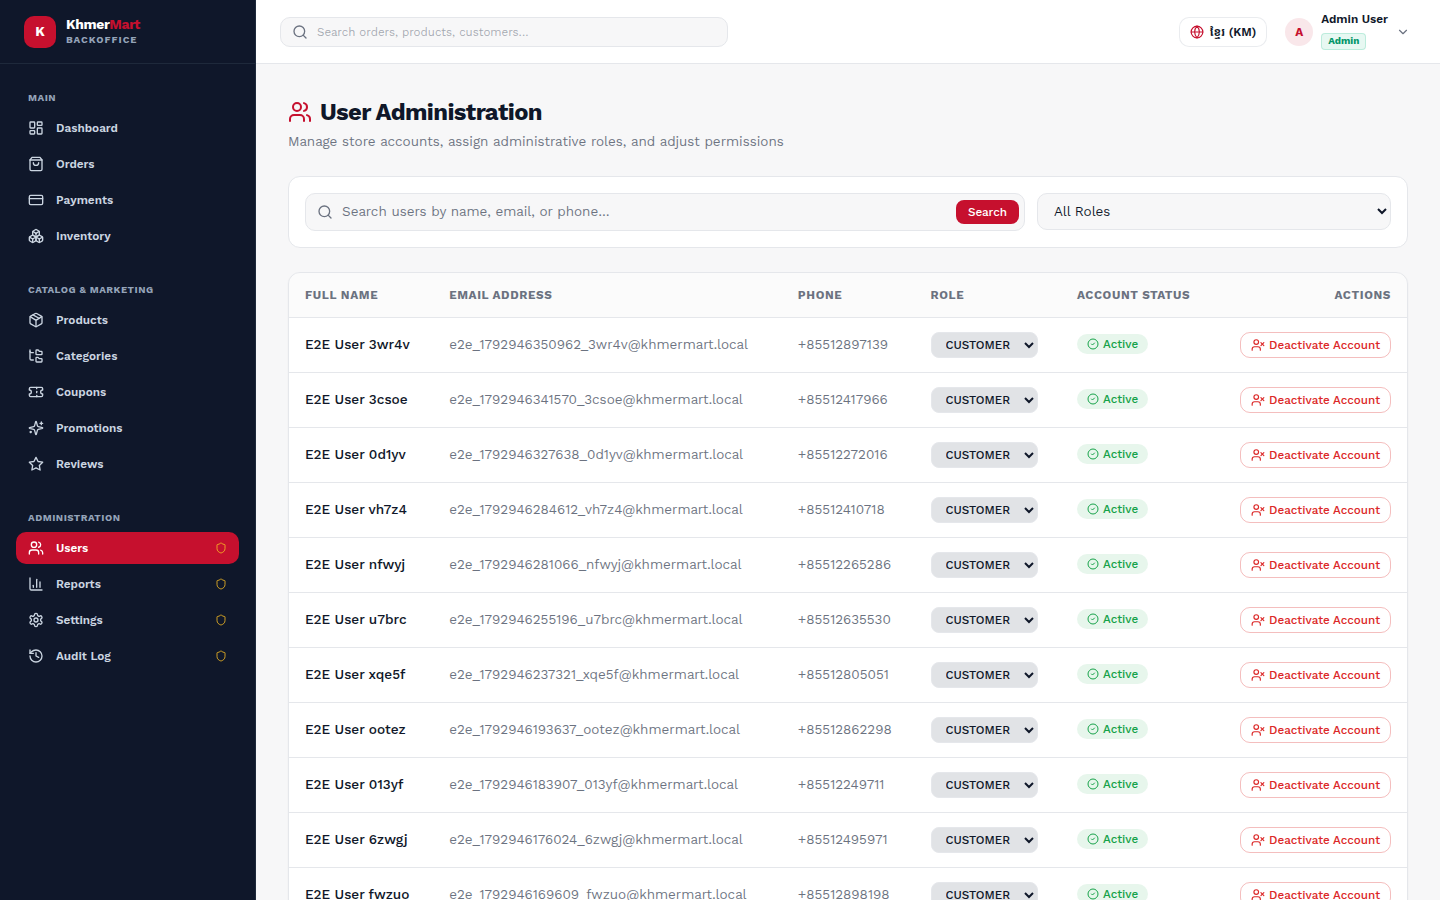 K
KhmerMart
BACKOFFICE
Search orders, products, customers...
ខ្មែរ (KM)
A
Admin User
Admin
MAIN
Dashboard
Orders
Payments
Inventory
CATALOG & MARKETING
Products
Categories
Coupons
Promotions
Reviews
ADMINISTRATION
Users
Reports
Settings
Audit Log
User Administration
Manage store accounts, assign administrative roles, and adjust permissions
Search users by name, email, or phone... Search All Roles
FULL NAME EMAIL ADDRESS PHONE ROLE ACCOUNT STATUS ACTIONS
E2E User 3wr4v e2e_1792946350962_3wr4v@khmermart.local +85512897139 CUSTOMER Active Deactivate Account
E2E User 3csoe e2e_1792946341570_3csoe@khmermart.local +85512417966 CUSTOMER Active Deactivate Account
E2E User 0d1yv e2e_1792946327638_0d1yv@khmermart.local +85512272016 CUSTOMER Active Deactivate Account
E2E User vh7z4 e2e_1792946284612_vh7z4@khmermart.local +85512410718 CUSTOMER Active Deactivate Account
E2E User nfwyj e2e_1792946281066_nfwyj@khmermart.local +85512265286 CUSTOMER Active Deactivate Account
E2E User u7brc e2e_1792946255196_u7brc@khmermart.local +85512635530 CUSTOMER Active Deactivate Account
E2E User xqe5f e2e_1792946237321_xqe5f@khmermart.local +85512805051 CUSTOMER Active Deactivate Account
E2E User ootez e2e_1792946193637_ootez@khmermart.local +85512862298 CUSTOMER Active Deactivate Account
E2E User 013yf e2e_1792946183907_013yf@khmermart.local +85512249711 CUSTOMER Active Deactivate Account
E2E User 6zwgj e2e_1792946176024_6zwgj@khmermart.local +85512495971 CUSTOMER Active Deactivate Account
E2E User fwzuo e2e_1792946169609_fwzuo@khmermart.local +85512898198 CUSTOMER Active Deactivate Account